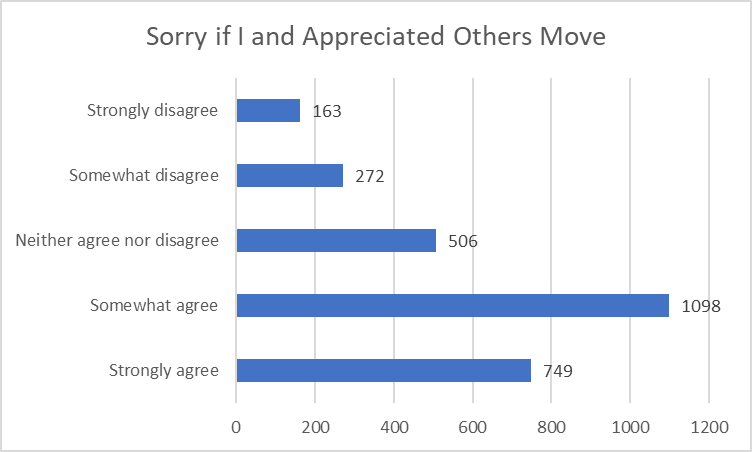 Sorry if I and Appreciated Others Move
Strongly disagree 163
Somewhat disagree 272
Neither agree nor disagree 506
Somewhat agree 1098
Strongly agree 749
0 200 400 600 800 1000 1200